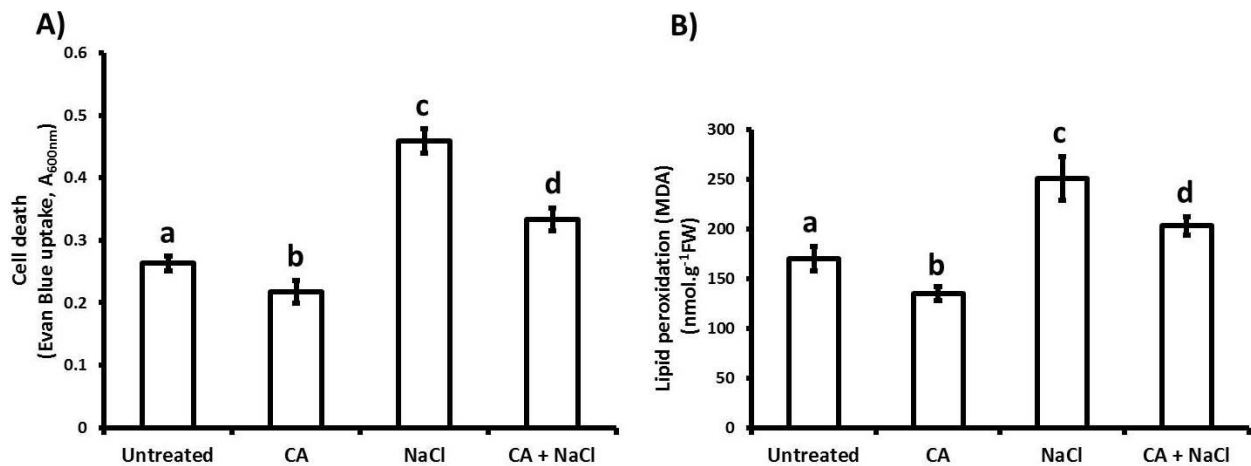 A)
Cell death
(Evan Blue uptake, A600nm)
0.6
0.5
0.4
0.3
0.2
0.1
0
a
b
c
d
Untreated
CA
NaCl
CA + NaCl
B)
Lipid peroxidation (MDA)
(nmol.g-1FW)
300
250
200
150
100
50
0
a
b
c
d
Untreated
CA
NaCl
CA + NaCl